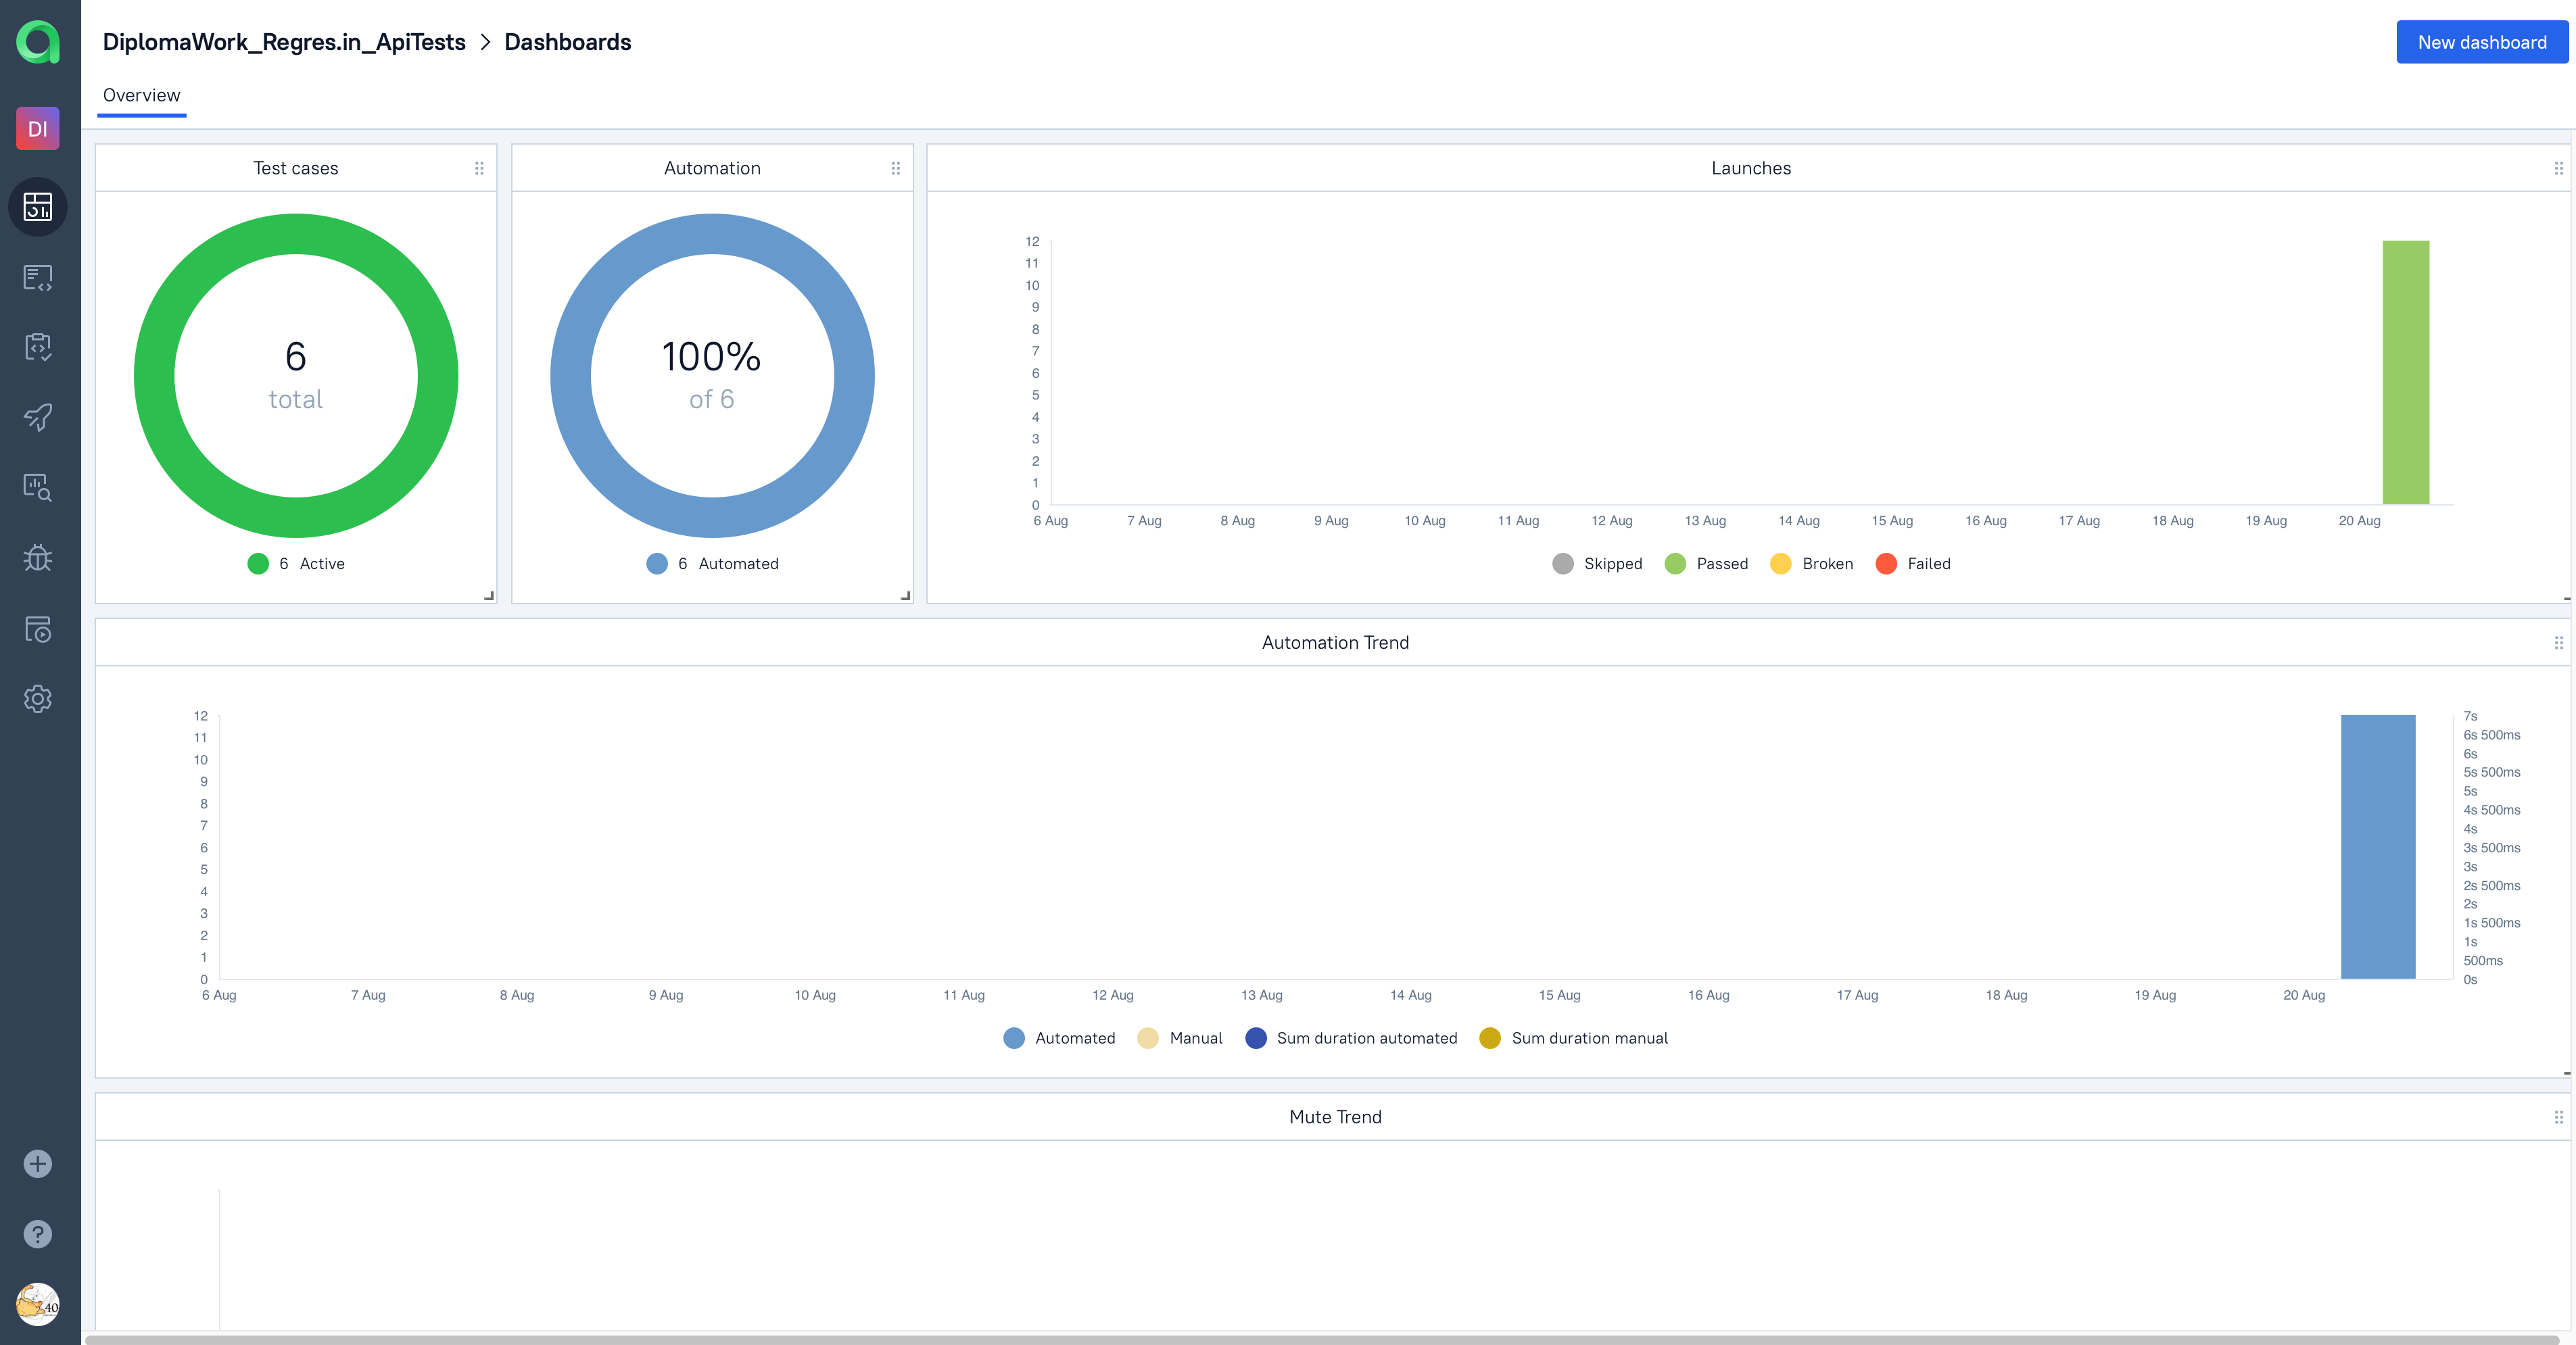 DiplomaWork_Regres.in_ApiTests > Dashboards
New dashboard
Overview
DI
Test cases
6
total
6 Active
Automation
100%
of 6
6 Automated
Launches
12
11
10
9
8
7
6
5
4
3
2
1
0
6 Aug 7 Aug 8 Aug 9 Aug 10 Aug 11 Aug 12 Aug 13 Aug 14 Aug 15 Aug 16 Aug 17 Aug 18 Aug 19 Aug 20 Aug
Skipped Passed Broken Failed
Automation Trend
12
11
10
9
8
7
6
5
4
3
2
1
0
7s
6s 500ms
6s
5s 500ms
5s
4s 500ms
4s
3s 500ms
3s
2s 500ms
2s
1s 500ms
1s
500ms
0s
6 Aug 7 Aug 8 Aug 9 Aug 10 Aug 11 Aug 12 Aug 13 Aug 14 Aug 15 Aug 16 Aug 17 Aug 18 Aug 19 Aug 20 Aug
Automated Manual Sum duration automated Sum duration manual
Mute Trend
40